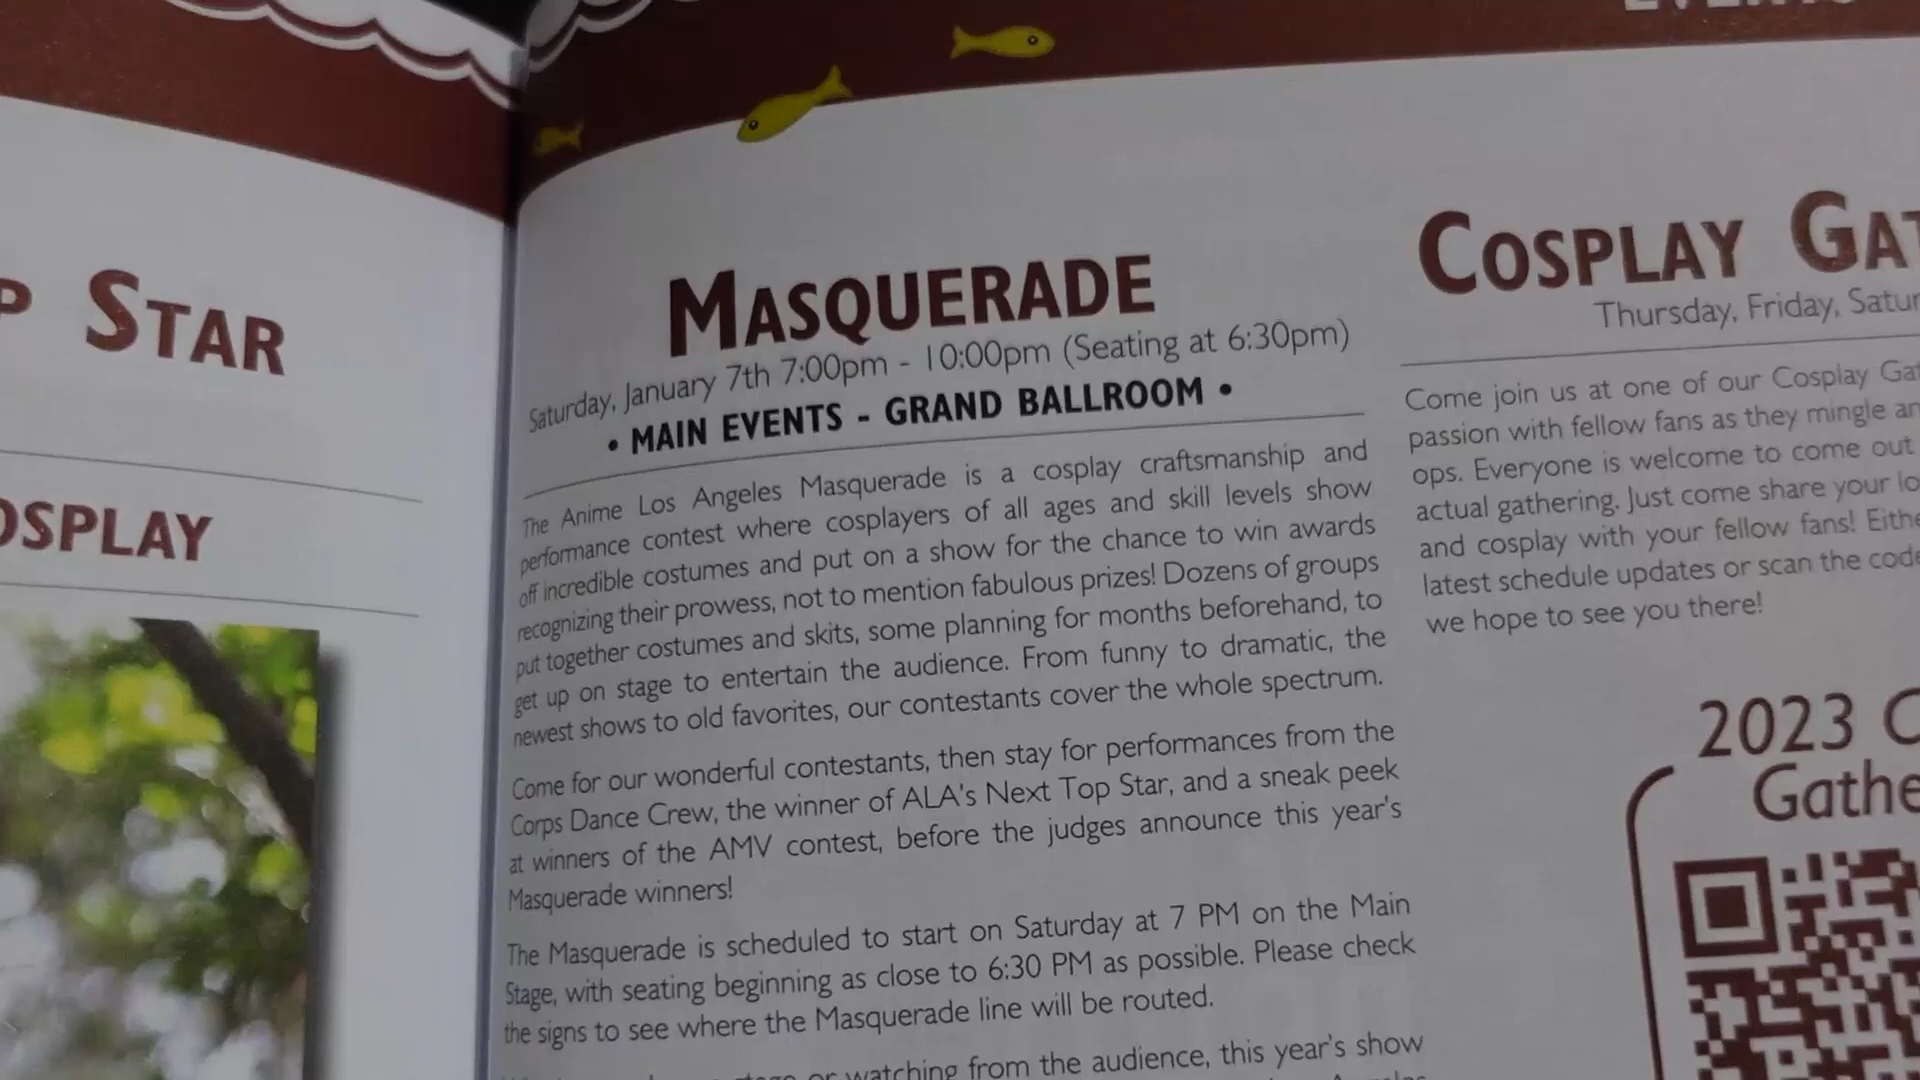 STAR
COSPLAY
MASQUERADE
Saturday, January 7th 7:00pm - 10:00pm (Seating at 6:30pm)
• MAIN EVENTS - GRAND BALLROOM •
The Anime Los Angeles Masquerade is a cosplay craftsmanship and
performance contest where cosplayers of all ages and skill levels show
off incredible costumes and put on a show for the chance to win awards
recognizing their prowess, not to mention fabulous prizes! Dozens of groups
put together costumes and skits, some planning for months beforehand, to
get up on stage to entertain the audience. From funny to dramatic, the
newest shows to old favorites, our contestants cover the whole spectrum.
Come for our wonderful contestants, then stay for performances from the
Corps Dance Crew, the winner of ALA's Next Top Star, and a sneak peek
at winners of the AMV contest, before the judges announce this year's
Masquerade winners!
The Masquerade is scheduled to start on Saturday at 7 PM on the Main
Stage, with seating beginning as close to 6:30 PM as possible. Please check
the signs to see where the Masquerade line will be routed.
or watching from the audience, this year's show
COSPLAY GAT
Thursday, Friday, Satur
Come join us at one of our Cosplay Gat
passion with fellow fans as they mingle an
ops. Everyone is welcome to come out
actual gathering. Just come share your lo
and cosplay with your fellow fans! Eithe
latest schedule updates or scan the code
we hope to see you there!
2023 C
Gathe